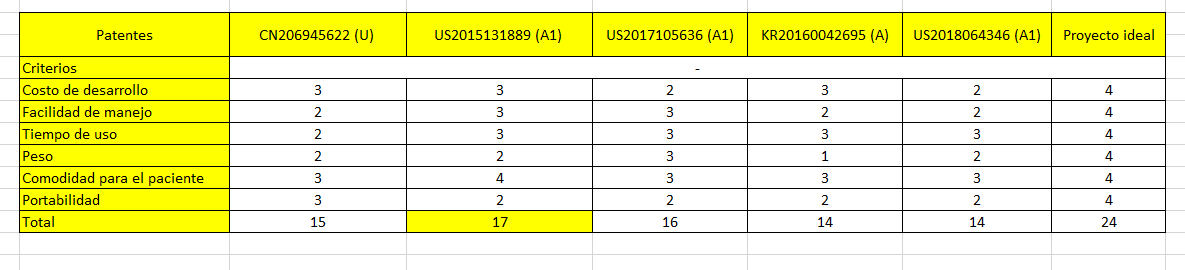 Patentes CN206945622 (U) US2015131889 (A1) US2017105636 (A1) KR20160042695 (A) US2018064346 (A1) Proyecto ideal
Criterios -
Costo de desarrollo 3 3 2 3 2 4
Facilidad de manejo 2 3 3 2 2 4
Tiempo de uso 2 3 3 3 3 4
Peso 2 2 3 1 2 4
Comodidad para el paciente 3 4 3 3 3 4
Portabilidad 3 2 2 2 2 4
Total 15 17 16 14 14 24